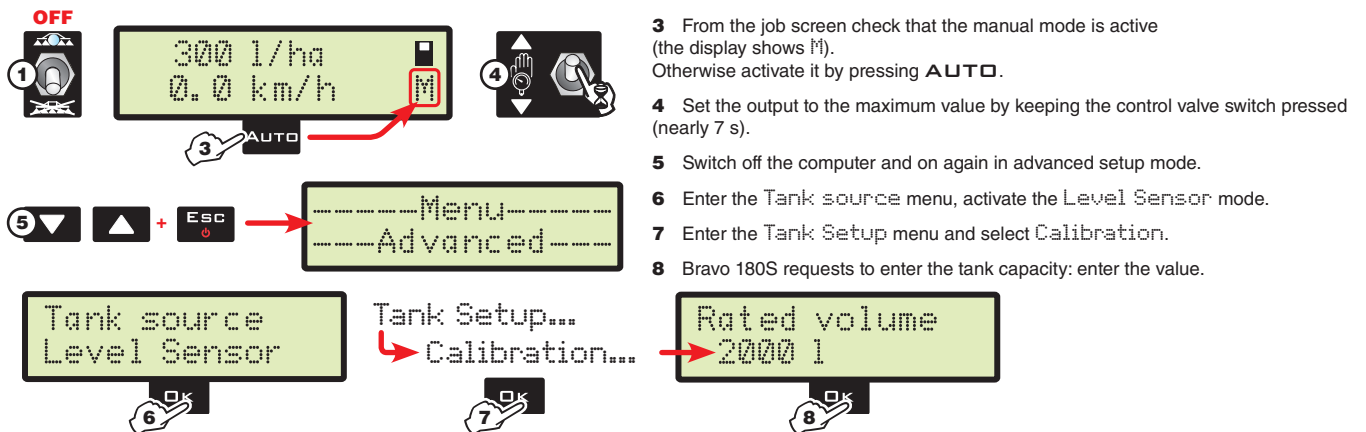 OFF
1
300 l/ha
0.0 km/h M
3 AUTO
4
3 From the job screen check that the manual mode is active
(the display shows M).
Otherwise activate it by pressing AUTO.
4 Set the output to the maximum value by keeping the control valve switch pressed
(nearly 7 s).
5 Switch off the computer and on again in advanced setup mode.
6 Enter the Tank source menu, activate the Level Sensor mode.
7 Enter the Tank Setup menu and select Calibration.
8 Bravo 180S requests to enter the tank capacity: enter the value.
5 + ESC
-----Menu-----
---Advanced---
Tank source
Level Sensor
OK
6
Tank Setup...
Calibration...
OK
7
Rated volume
2000 l
OK
8